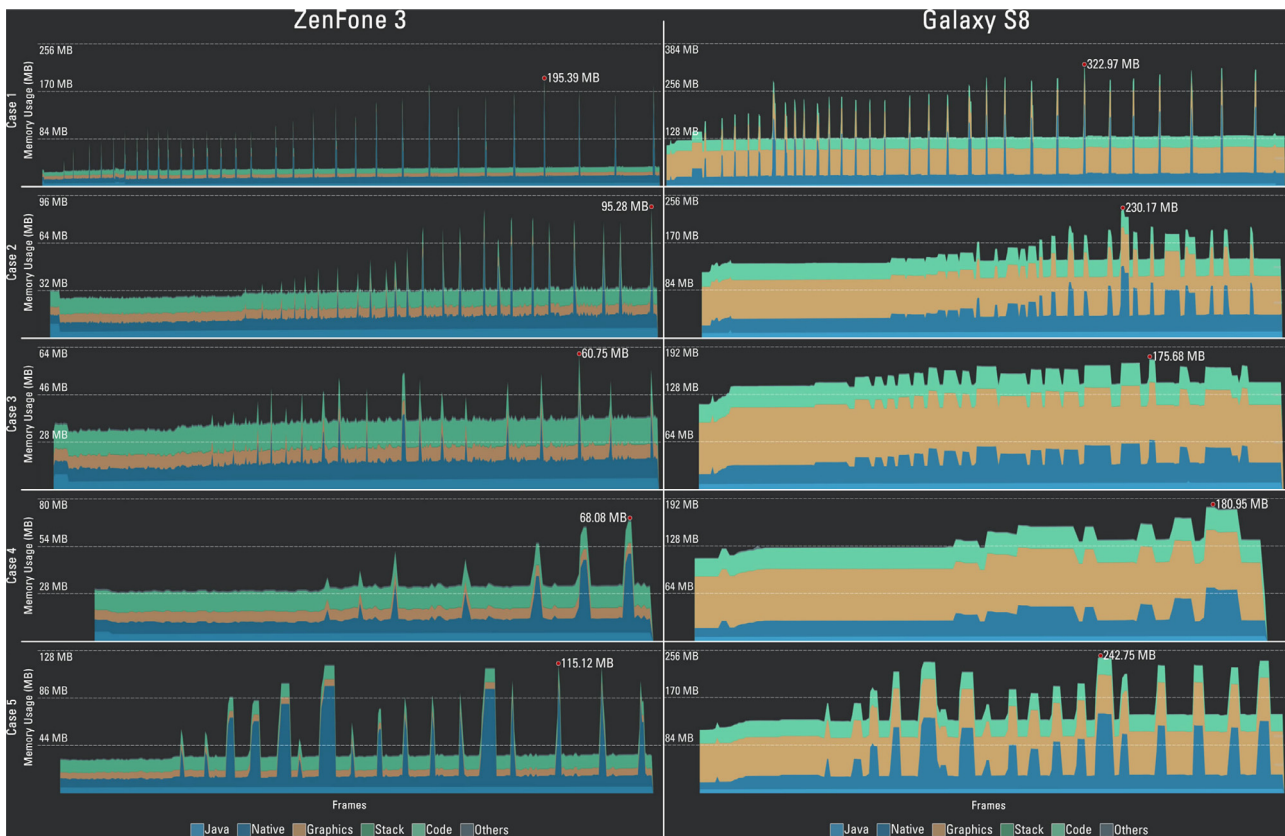 ZenFone 3
Galaxy S8
Case 1
Memory Usage (MB)
256 MB
170 MB
84 MB
195.39 MB
384 MB
256 MB
128 MB
322.97 MB
Case 2
Memory Usage (MB)
96 MB
64 MB
32 MB
95.28 MB
256 MB
170 MB
84 MB
230.17 MB
Case 3
Memory Usage (MB)
64 MB
46 MB
28 MB
60.75 MB
192 MB
128 MB
64 MB
175.68 MB
Case 4
Memory Usage (MB)
80 MB
54 MB
28 MB
68.08 MB
192 MB
128 MB
64 MB
180.95 MB
Case 5
Memory Usage (MB)
128 MB
86 MB
44 MB
115.12 MB
256 MB
170 MB
84 MB
242.75 MB
Frames
Java Native Graphics Stack Code Others
Java Native Graphics Stack Code Others